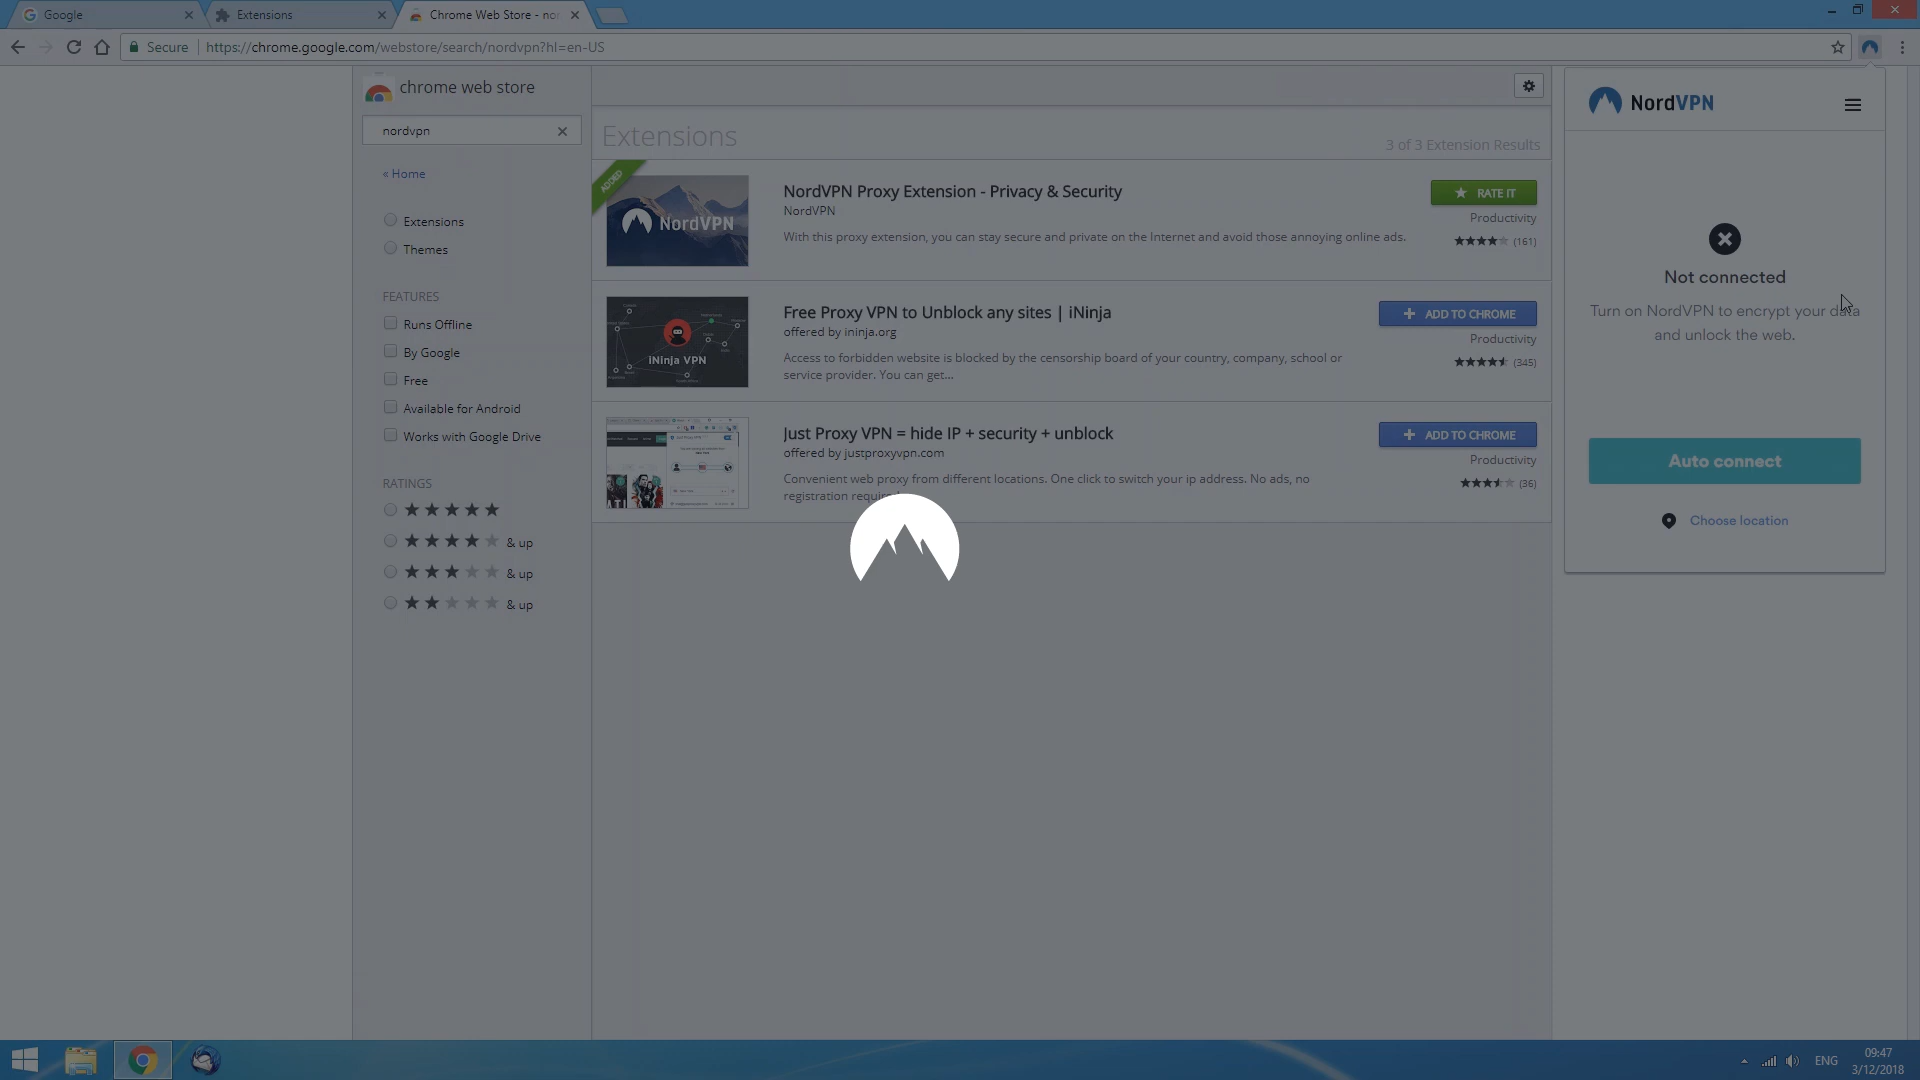 Google
Extensions
Chrome Web Store - nor
Secure
https://chrome.google.com/webstore/search/nordvpn?hl=en-US
chrome web store
nordvpn
« Home
Extensions
Themes
FEATURES
Runs Offline
By Google
Free
Available for Android
Works with Google Drive
RATINGS
& up
& up
& up
Extensions
3 of 3 Extension Results
ADDED
NordVPN
NordVPN Proxy Extension - Privacy & Security
NordVPN
With this proxy extension, you can stay secure and private on the Internet and avoid those annoying online ads.
RATE IT
Productivity
(161)
iNinja VPN
Free Proxy VPN to Unblock any sites | iNinja
offered by ininja.org
Access to forbidden website is blocked by the censorship board of your country, company, school or
service provider. You can get...
ADD TO CHROME
Productivity
(345)
Just Proxy VPN = hide IP + security + unblock
offered by justproxyvpn.com
Convenient web proxy from different locations. One click to switch your ip address. No ads, no
registration
ADD TO CHROME
Productivity
(36)
NordVPN
Not connected
Turn on NordVPN to encrypt your data
and unlock the web.
Auto connect
Choose location
ENG
09:47
3/12/2018